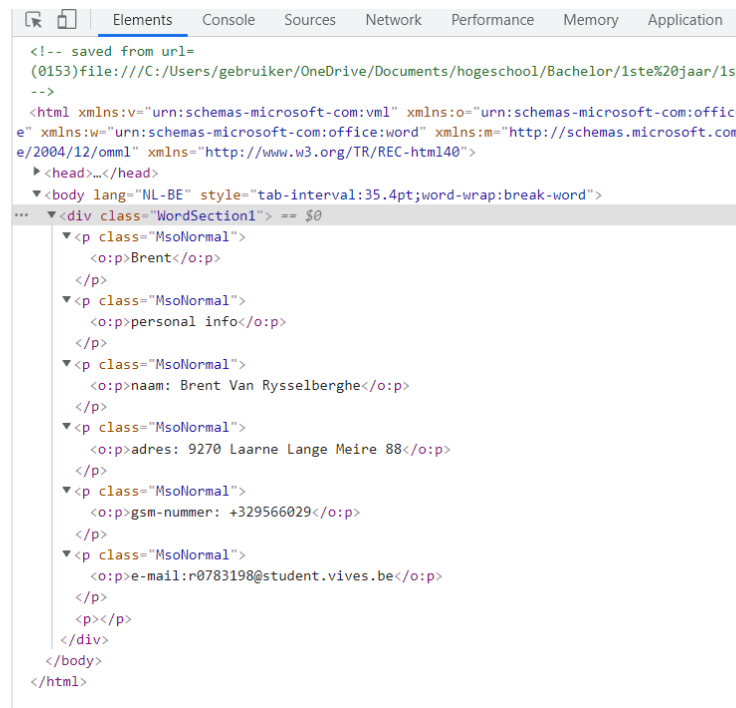 Elements Console Sources Network Performance Memory Application
<!-- saved from url=
(0153)file:///C:/Users/gebruiker/OneDrive/Documents/hogeschool/Bachelor/1ste%20jaar/1s
-->
<html xmlns:v="urn:schemas-microsoft-com:vml" xmlns:o="urn:schemas-microsoft-com:offic
e" xmlns:w="urn:schemas-microsoft-com:office:word" xmlns:m="http://schemas.microsoft.com
e/2004/12/omml" xmlns="http://www.w3.org/TR/REC-html40">
▶<head>…</head>
▼<body lang="NL-BE" style="tab-interval:35.4pt;word-wrap:break-word">
··· ▼<div class="WordSection1"> == $0
▼<p class="MsoNormal">
<o:p>Brent</o:p>
</p>
▼<p class="MsoNormal">
<o:p>personal info</o:p>
</p>
▼<p class="MsoNormal">
<o:p>naam: Brent Van Rysselberghe</o:p>
</p>
▼<p class="MsoNormal">
<o:p>adres: 9270 Laarne Lange Meire 88</o:p>
</p>
▼<p class="MsoNormal">
<o:p>gsm-nummer: +329566029</o:p>
</p>
▼<p class="MsoNormal">
<o:p>e-mail:r0783198@student.vives.be</o:p>
</p>
<p></p>
</div>
</body>
</html>